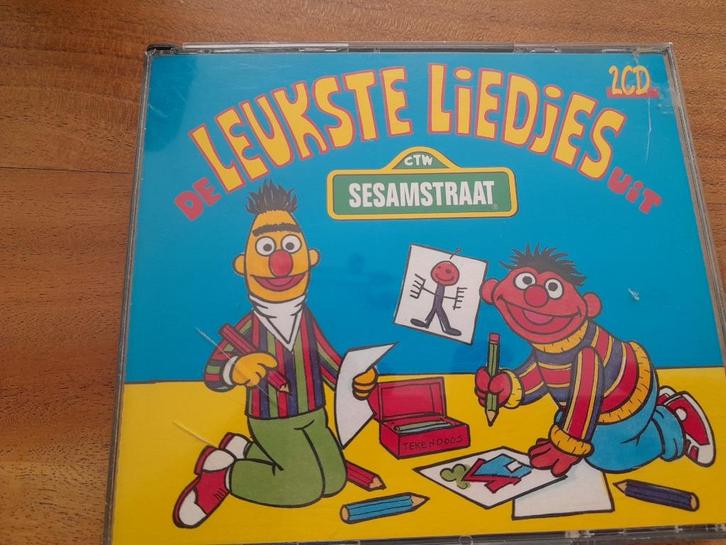 2CD
DE LEUKSTE LIEDJES UIT
CTW
SESAMSTRAAT
TEKENDOOS